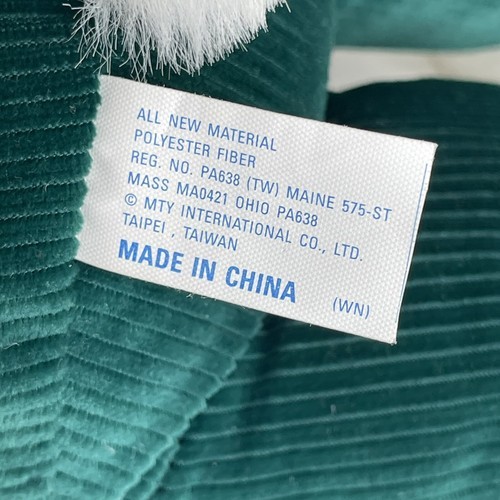 ALL NEW MATERIAL
POLYESTER FIBER
REG. NO. PA638 (TW) MAINE 575-ST
MASS MA0421 OHIO PA638
© MTY INTERNATIONAL CO., LTD.
TAIPEI, TAIWAN
MADE IN CHINA
(WN)